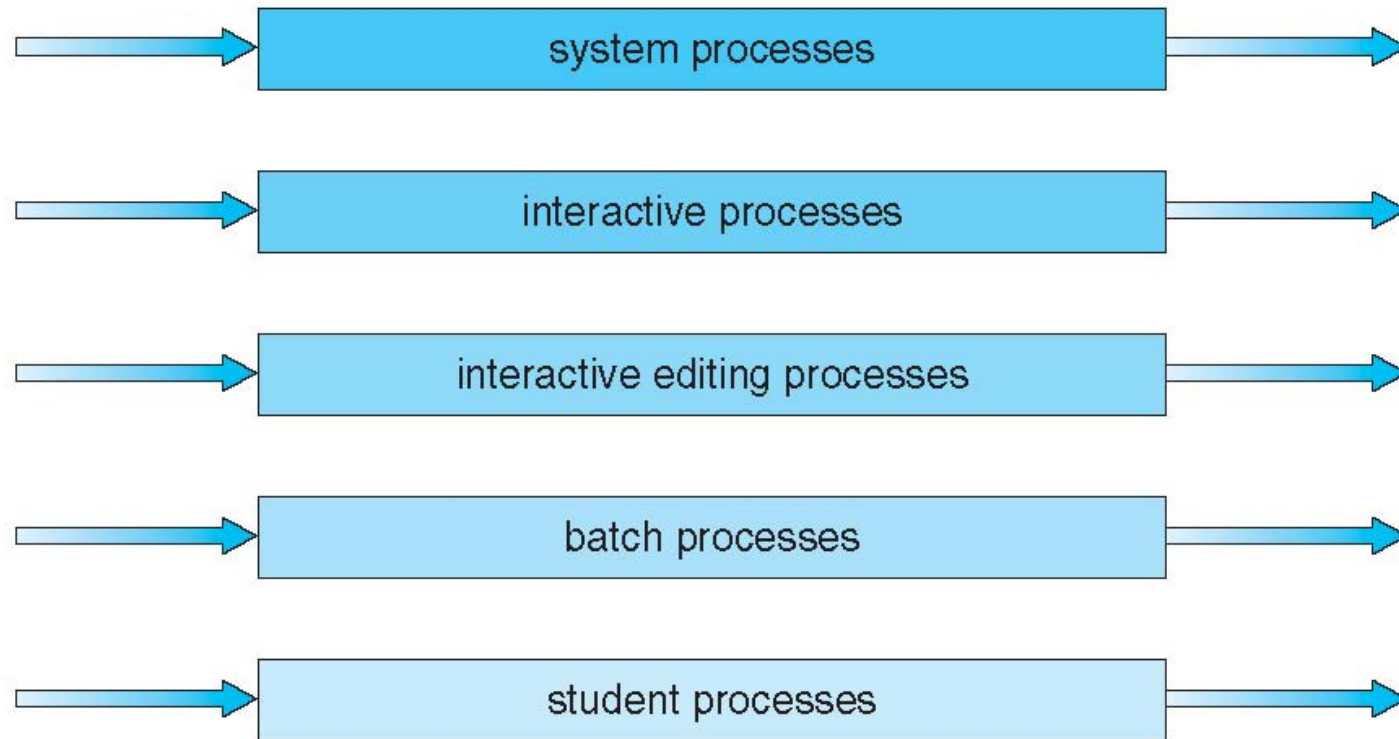 system processes
interactive processes
interactive editing processes
batch processes
student processes